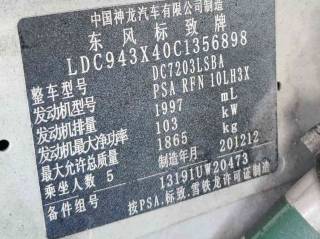 中国神龙汽车有限公司制造
东风标致牌
LDC943X40C1356898
整车型号 DC7203LSBA
发动机型号 PSA RFN 10LH3X
发动机排量 1997 mL
发动机最大净功率 103 kW
最大允许总质量 1865 kg
乘坐人数 5 制造年月 201212
备件组号 13191UW20473
按PSA.标致.雪铁龙许可证制造